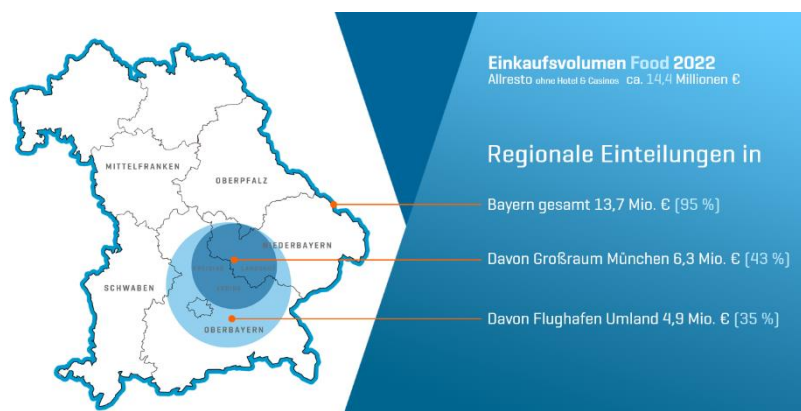 Einkaufsvolumen Food 2022
Allresto ohne Hotel & Casinos ca. 14,4 Millionen €
Regionale Einteilungen in
Bayern gesamt 13,7 Mio. € (95 %)
Davon Großraum München 6,3 Mio. € (43 %)
Davon Flughafen Umland 4,9 Mio. € (35 %)
MITTELFRANKEN
OBERPFALZ
NIEDERBAYERN
SCHWABEN
OBERBAYERN